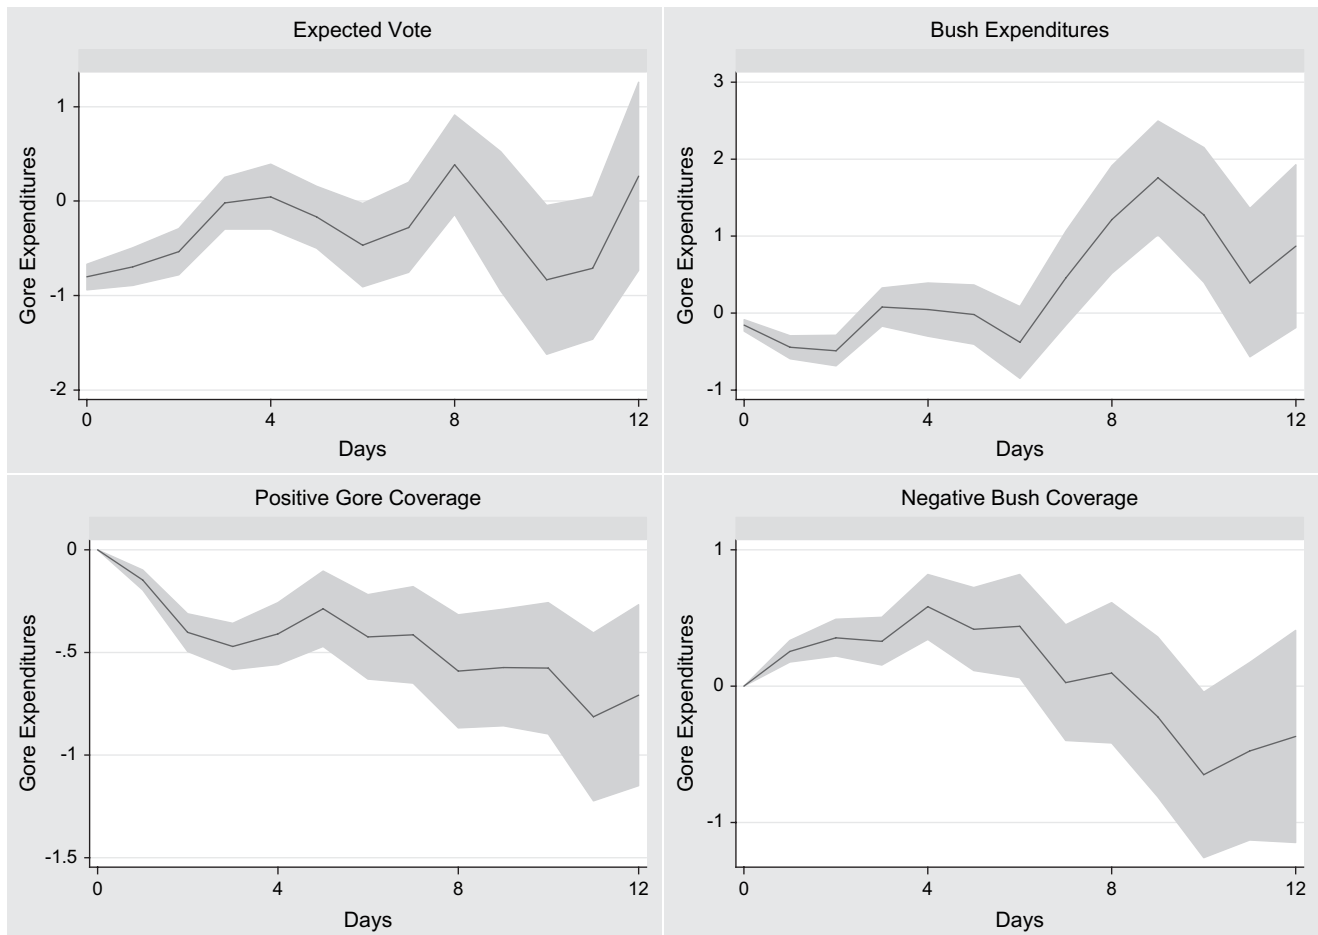 Expected Vote
Gore Expenditures
1
0
-1
-2
0 4 8 12
Days
Bush Expenditures
Gore Expenditures
3
2
1
0
-1
0 4 8 12
Days
Positive Gore Coverage
Gore Expenditures
0
-.5
-1
-1.5
0 4 8 12
Days
Negative Bush Coverage
Gore Expenditures
1
0
-1
0 4 8 12
Days